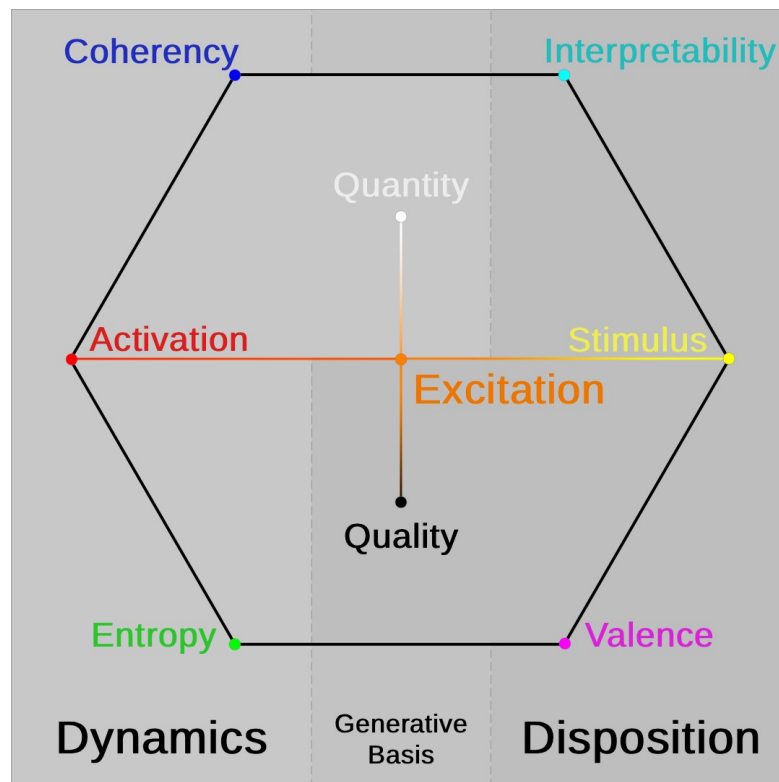 Coherency
Interpretability
Quantity
Activation
Stimulus
Excitation
Quality
Entropy
Valence
Dynamics
Generative
Basis
Disposition